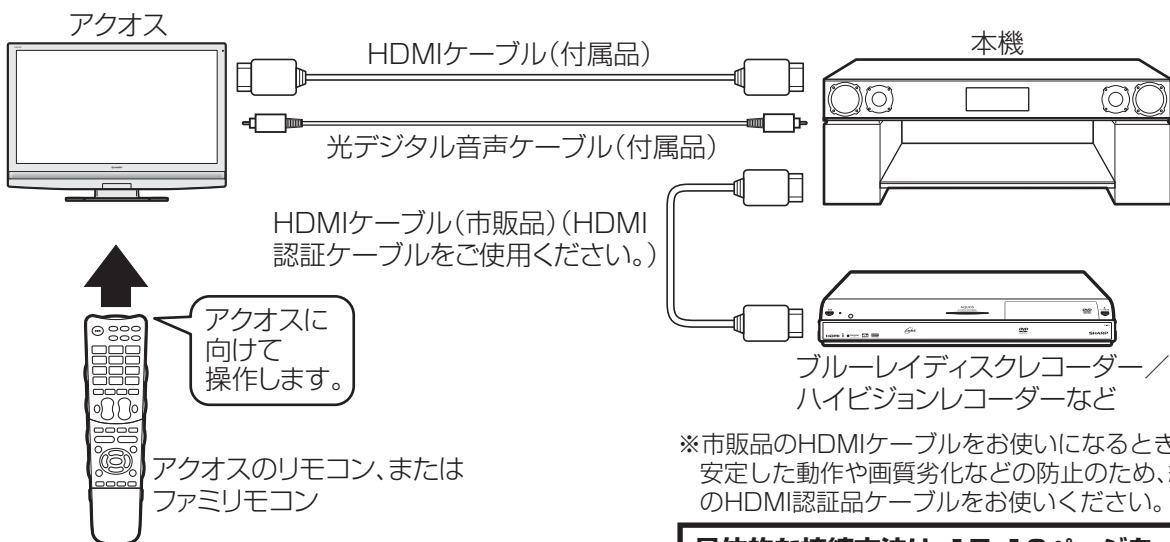 アクオス
HDMIケーブル(付属品)
本機
光デジタル音声ケーブル(付属品)
HDMIケーブル(市販品)(HDMI
認証ケーブルをご使用ください。)
アクオスに
向けて
操作します。
SHARP
ブルーレイディスクレコーダー/
ハイビジョンレコーダーなど
アクオスのリモコン、または
ファミリモコン
※市販品のHDMIケーブルをお使いになるとき
安定した動作や画質劣化などの防止のため、
のHDMI認証品ケーブルをお使いください。